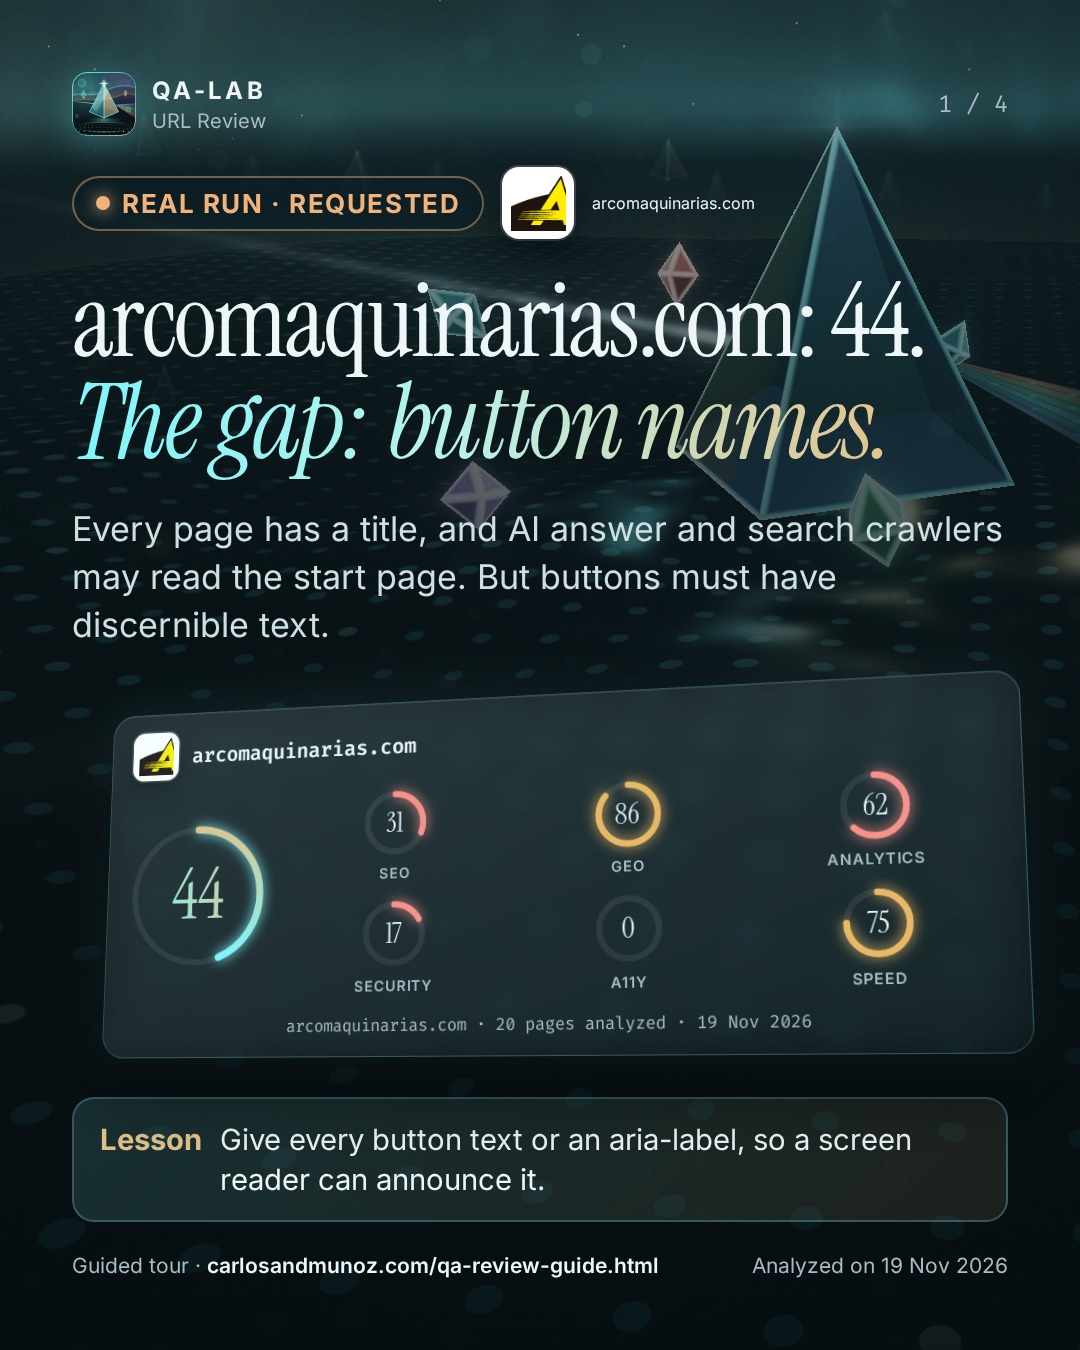 QA-LAB
URL Review
1 / 4
REAL RUN · REQUESTED
arcomaquinarias.com
arcomaquinarias.com: 44.
The gap: button names.
Every page has a title, and AI answer and search crawlers
may read the start page. But buttons must have
discernible text.
arcomaquinarias.com
44
31
SEO
86
GEO
62
ANALYTICS
17
SECURITY
0
A11Y
75
SPEED
arcomaquinarias.com · 20 pages analyzed · 19 Nov 2026
Lesson Give every button text or an aria-label, so a screen
reader can announce it.
Guided tour · carlosandmunoz.com/qa-review-guide.html
Analyzed on 19 Nov 2026